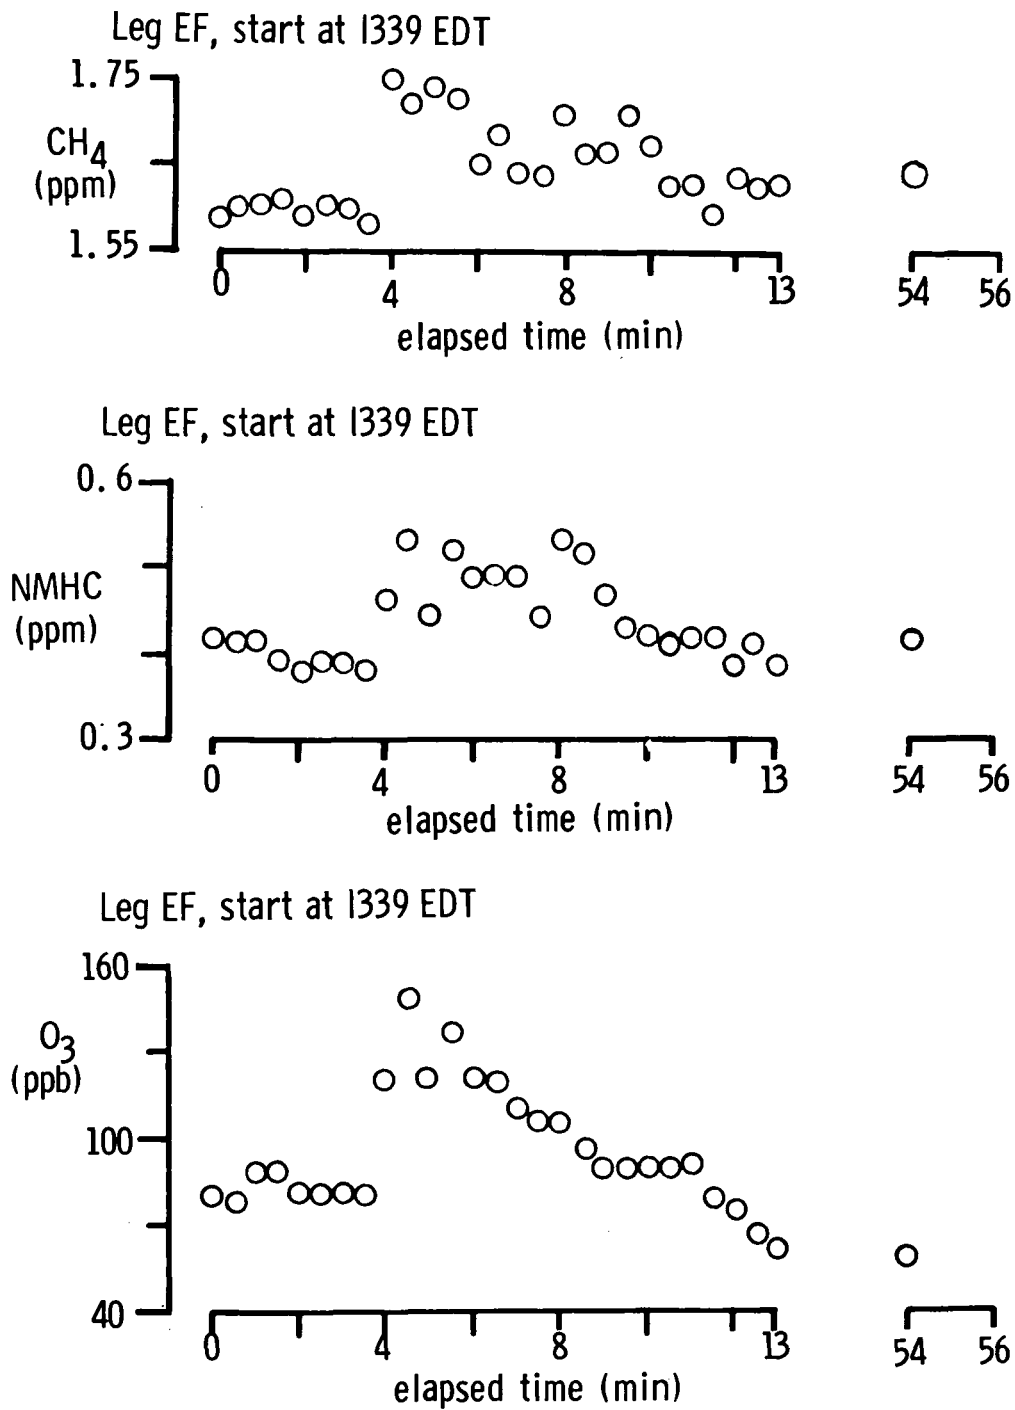 Leg EF, start at 1339 EDT
1.75
CH4
(ppm)
1.55
0 4 8 13 54 56
elapsed time (min)
Leg EF, start at 1339 EDT
0.6
NMHC
(ppm)
0.3
0 4 8 13 54 56
elapsed time (min)
Leg EF, start at 1339 EDT
160
O3
(ppb)
100
40
0 4 8 13 54 56
elapsed time (min)